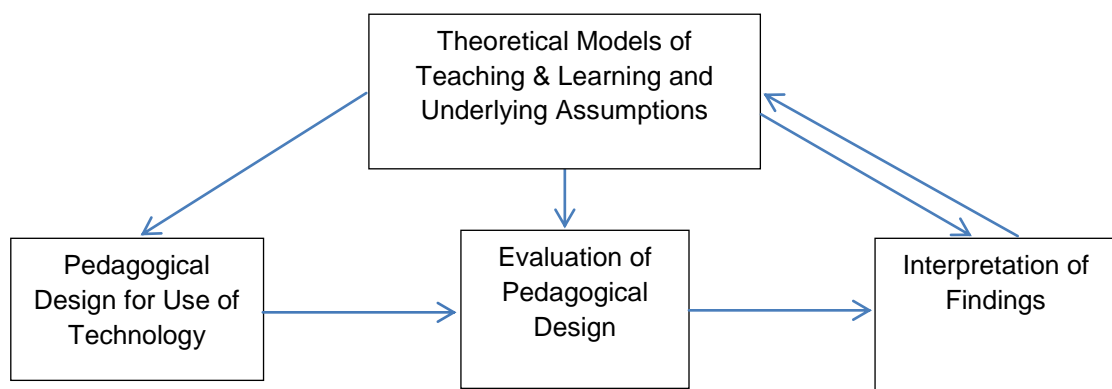 Theoretical Models of
Teaching & Learning and
Underlying Assumptions
Pedagogical
Design for Use of
Technology
Evaluation of
Pedagogical
Design
Interpretation of
Findings